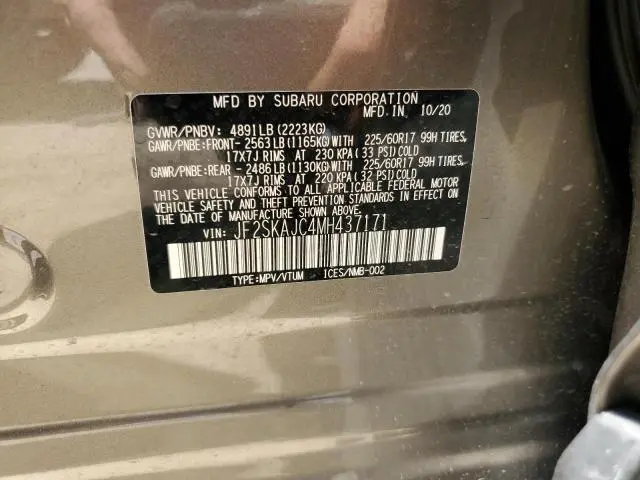 MFD BY SUBARU CORPORATION
MFD.IN 10/20
GVWR/PNBV: 4891LB (2223KG)
GAWR/PNBE:FRONT- 2563LB (1165KG)WITH 225/60R17 99H TIRES,
17X7J RIMS AT 230 KPA (33 PSI)COLD
GAWR/PNBE:REAR - 2486LB (1130KG)WITH 225/60R17 99H TIRES,
17X7J RIMS AT 220 KPA (32 PSI)COLD
THIS VEHICLE CONFORMS TO ALL APPLICABLE FEDERAL MOTOR
VEHICLE SAFETY AND THEFT PREVENTION STANDARDS IN EFFECT ON
THE DATE OF MANUFACTURE SHOWN ABOVE.
VIN: JF2SKAJC4MH437171
TYPE:MPV/VTUM ICES/NMB-002